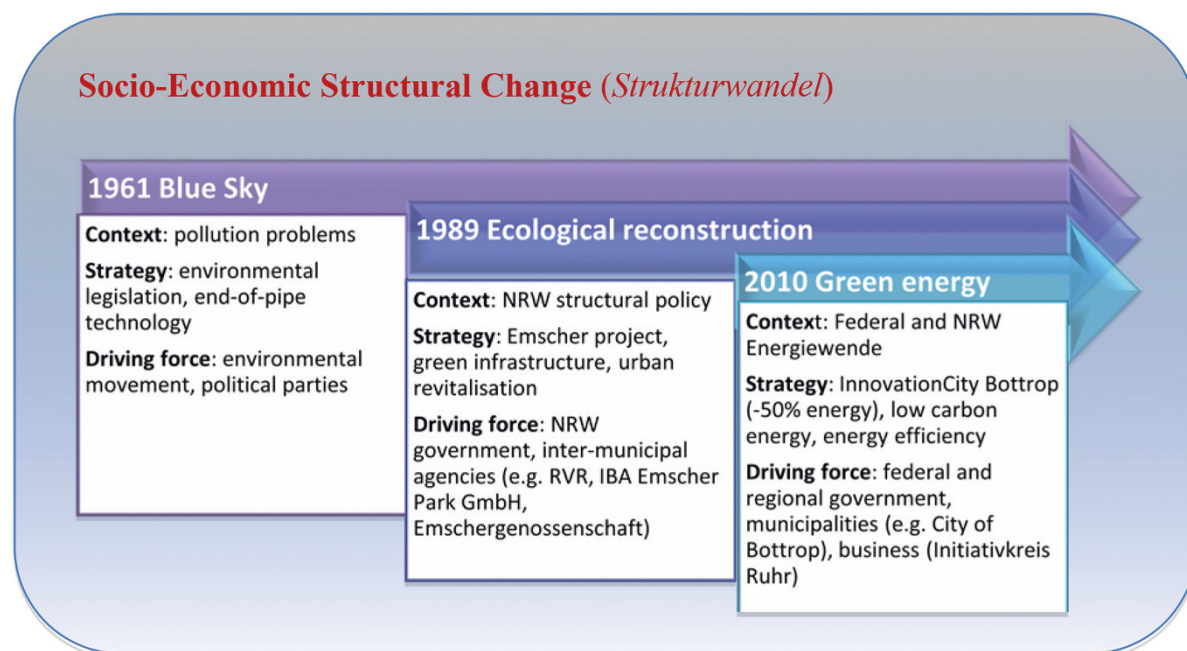 Socio-Economic Structural Change (Strukturwandel)
1961 Blue Sky
Context: pollution problems
Strategy: environmental
legislation, end-of-pipe
technology
Driving force: environmental
movement, political parties
1989 Ecological reconstruction
Context: NRW structural policy
Strategy: Emscher project,
green infrastructure, urban
revitalisation
Driving force: NRW
government, inter-municipal
agencies (e.g. RVR, IBA Emscher
Park GmbH,
Emschergenossenschaft)
2010 Green energy
Context: Federal and NRW
Energiewende
Strategy: InnovationCity Bottrop
(-50% energy), low carbon
energy, energy efficiency
Driving force: federal and
regional government,
municipalities (e.g. City of
Bottrop), business (Initiativkreis
Ruhr)